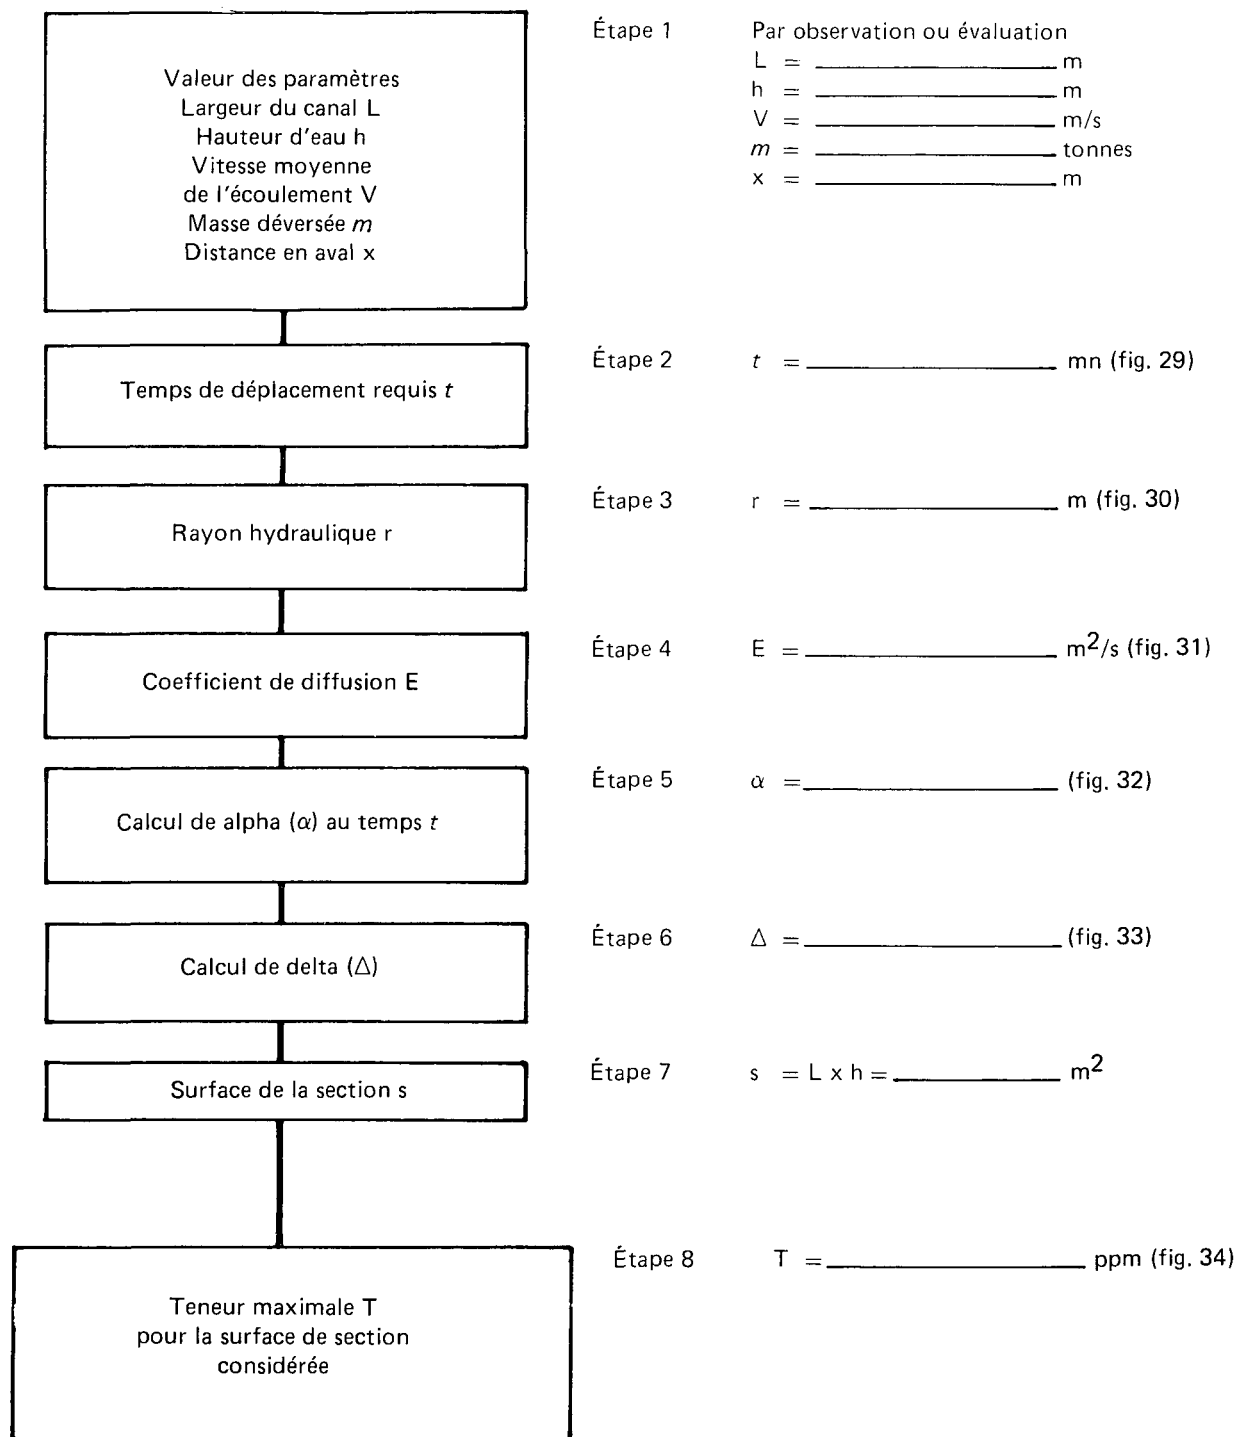 Valeur des paramètres
Largeur du canal L
Hauteur d'eau h
Vitesse moyenne
de l'écoulement V
Masse déversée m
Distance en aval x
Étape 1 Par observation ou évaluation
L = m
h = m
V = m/s
m = tonnes
x = m
Temps de déplacement requis t
Étape 2 t = mn (fig. 29)
Rayon hydraulique r
Étape 3 r = m (fig. 30)
Coefficient de diffusion E
Étape 4 E = m²/s (fig. 31)
Calcul de alpha (α) au temps t
Étape 5 α = (fig. 32)
Calcul de delta (Δ)
Étape 6 Δ = (fig. 33)
Surface de la section s
Étape 7 s = L x h = m²
Teneur maximale T
pour la surface de section
considérée
Étape 8 T = ppm (fig. 34)